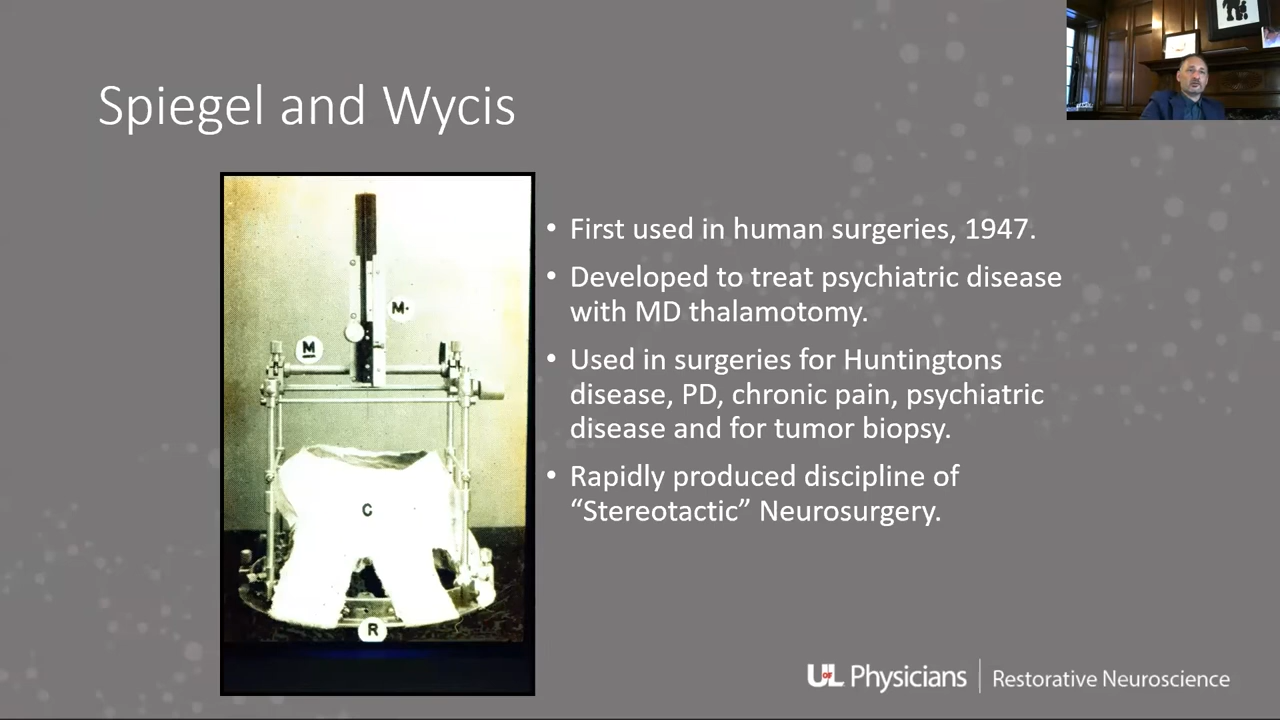 Spiegel and Wycis
M.
M
C
R
• First used in human surgeries, 1947.
• Developed to treat psychiatric disease
with MD thalamotomy.
• Used in surgeries for Huntingtons
disease, PD, chronic pain, psychiatric
disease and for tumor biopsy.
• Rapidly produced discipline of
“Stereotactic” Neurosurgery.
UofL Physicians | Restorative Neuroscience